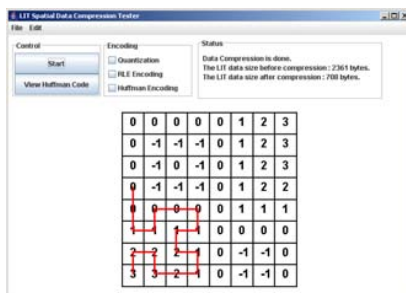 LIT Spatial Data Compression Tester
File Edit
Control
Start
View Huffman Code
Encoding
Quantization
RLE Encoding
Huffman Encoding
Status
Data Compression is done.
The LIT data size before compression : 2361 bytes.
The LIT data size after compression : 708 bytes.
0 0 0 0 0 1 2 3
0 -1 -1 -1 0 1 2 3
0 -1 0 -1 0 1 2 3
0 -1 -1 -1 0 1 2 2
0 0 0 0 0 1 1 1
1 1 1 1 0 0 0 0
2 2 2 1 0 -1 -1 0
3 3 2 1 0 -1 -1 0